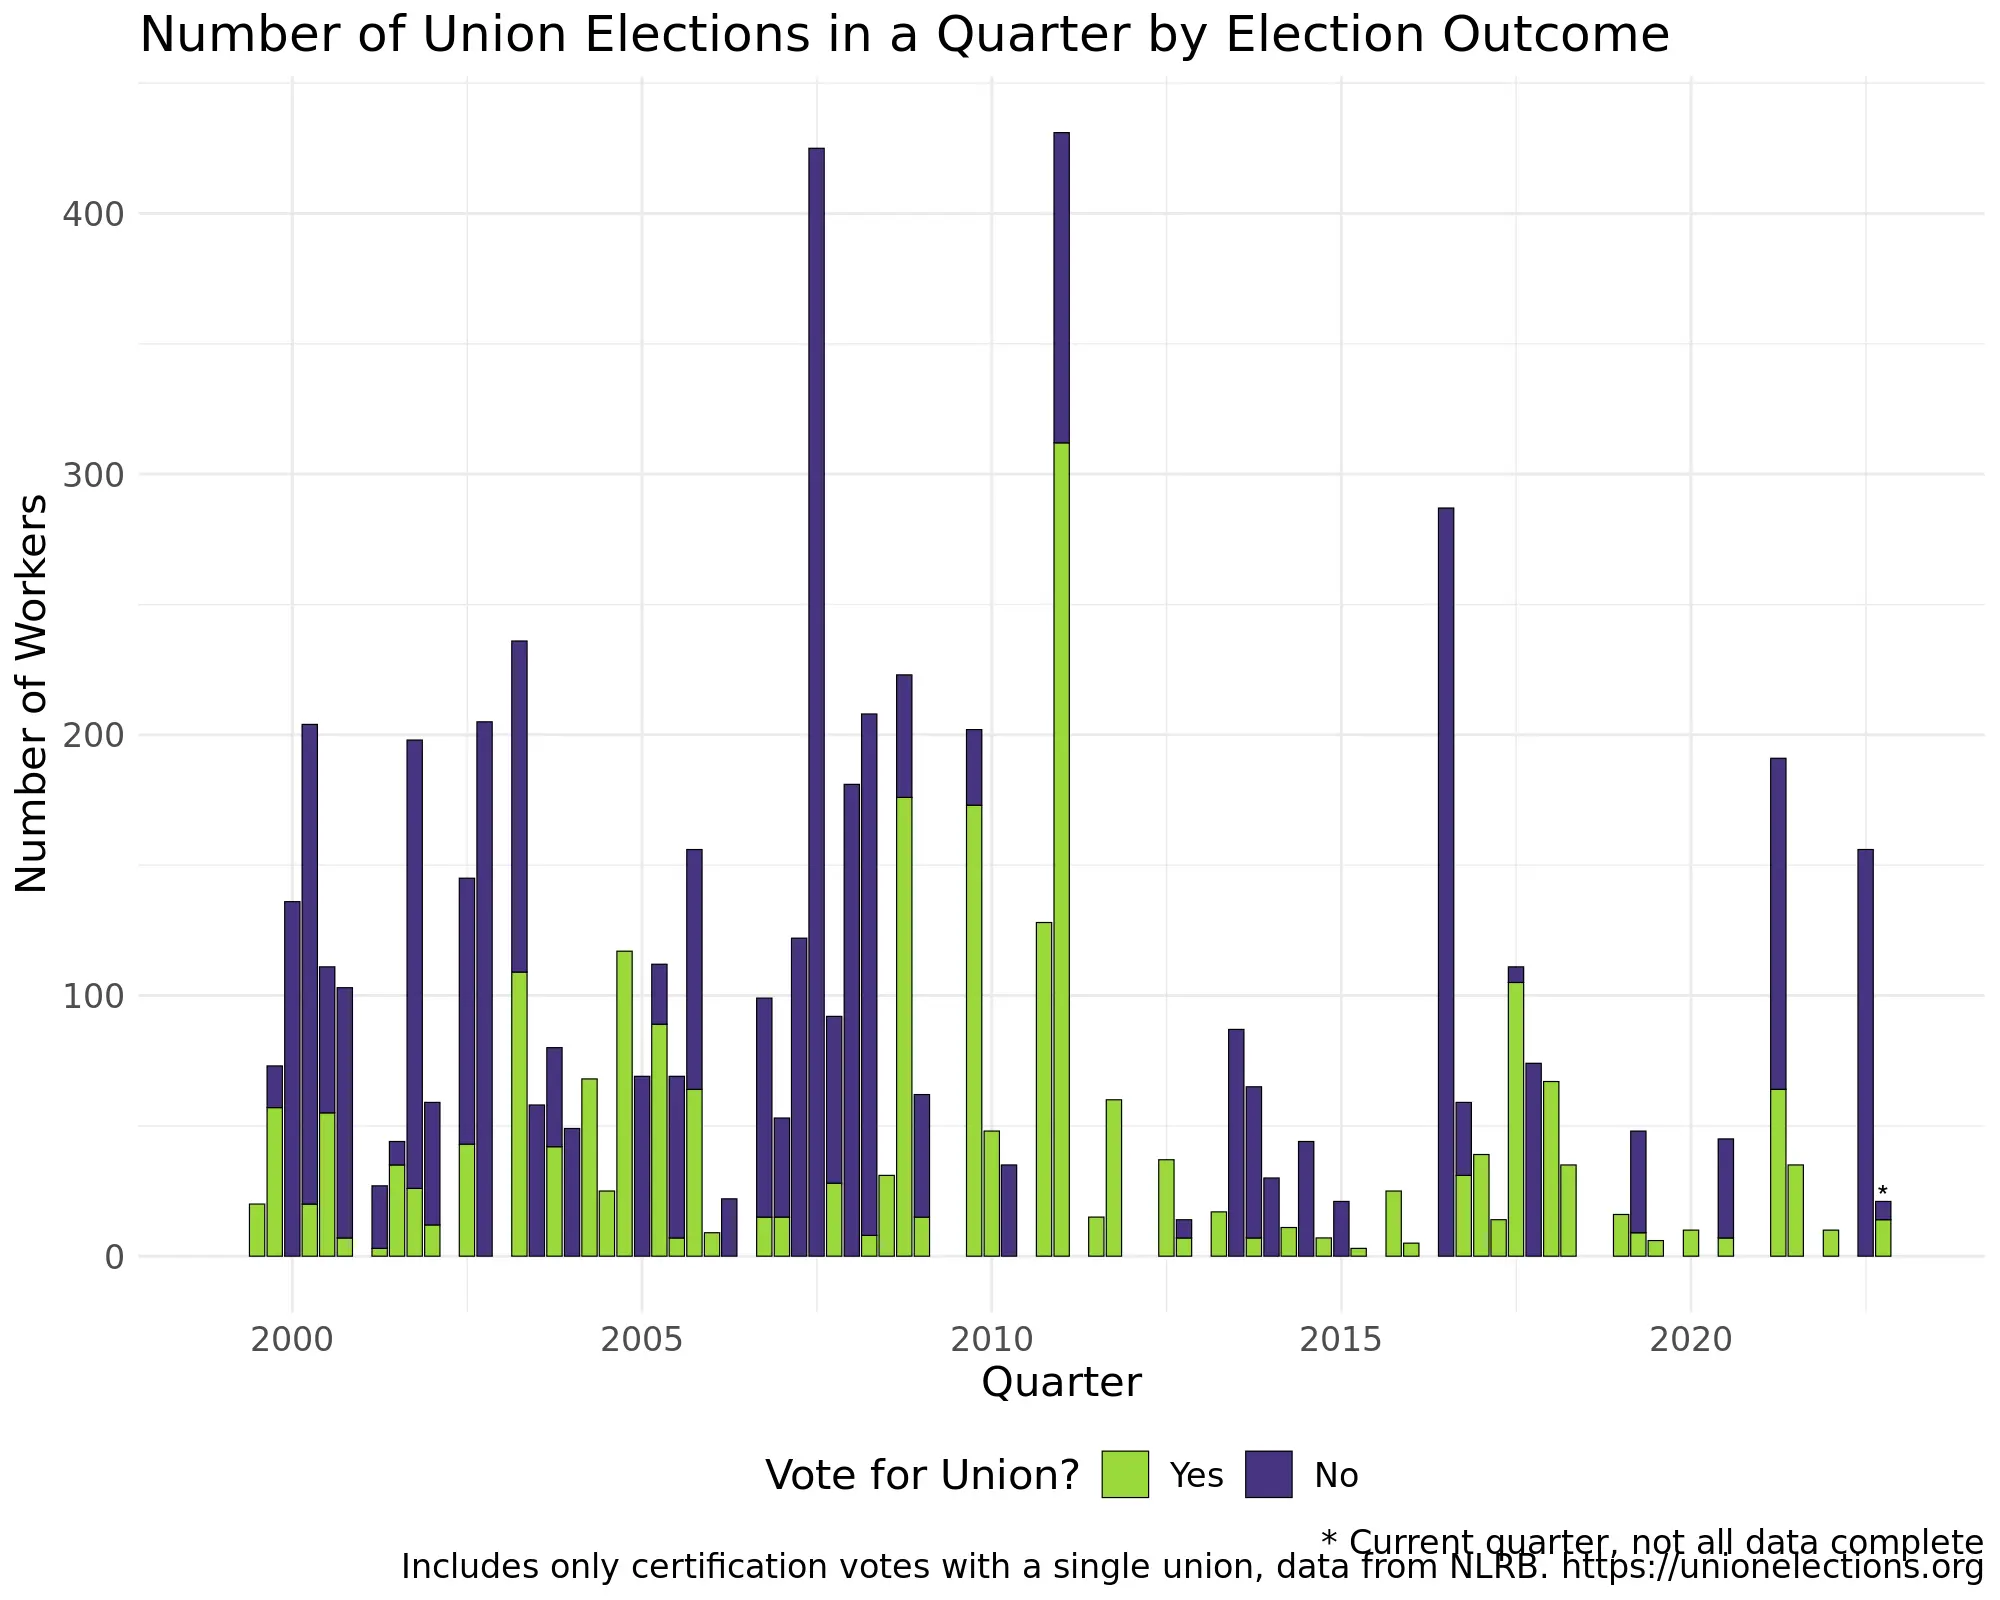 Number of Union Elections in a Quarter by Election Outcome
Number of Workers
400
300
200
100
0
*
2000 2005 2010 2015 2020
Quarter
Vote for Union? Yes No
* Current quarter, not all data complete
Includes only certification votes with a single union, data from NLRB. https://unionelections.org